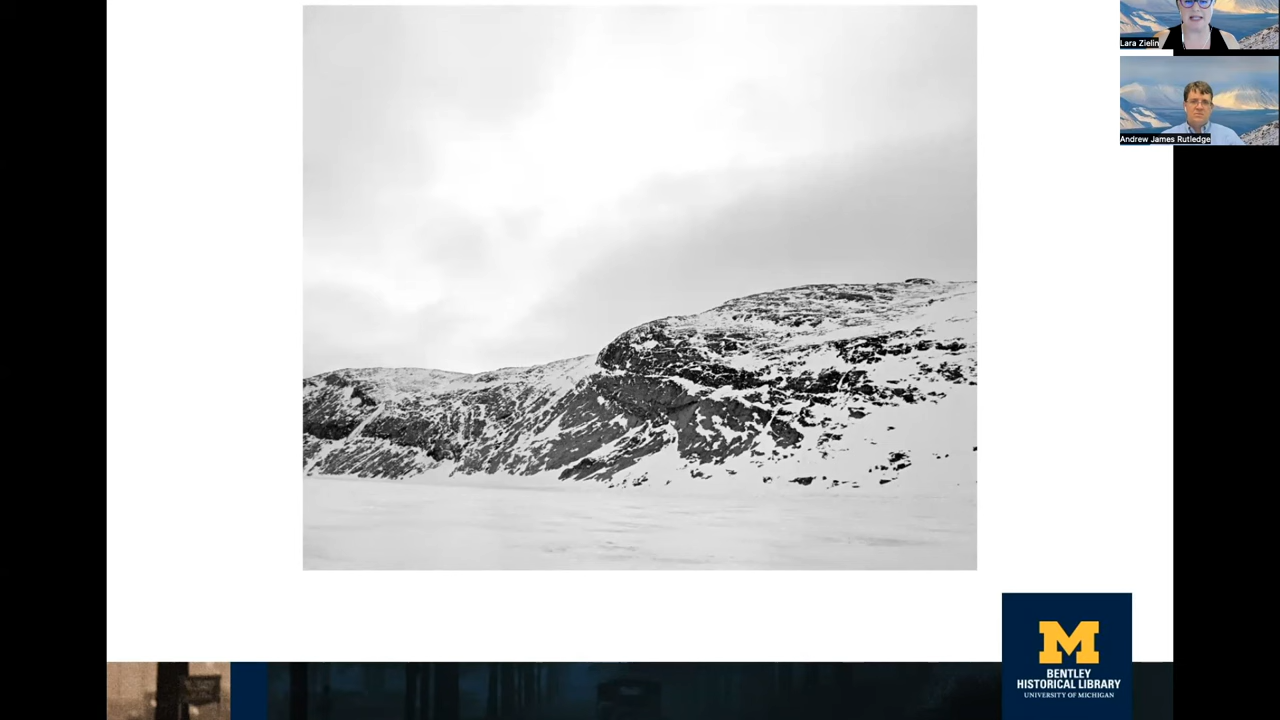 Lara Zielin
Andrew James Rutledge
M
BENTLEY
HISTORICAL LIBRARY
UNIVERSITY OF MICHIGAN